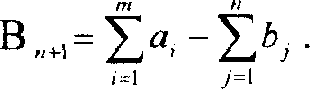 B_{n+1} = \sum_{i=1}^{m} a_i - \sum_{j=1}^{n} b_j .